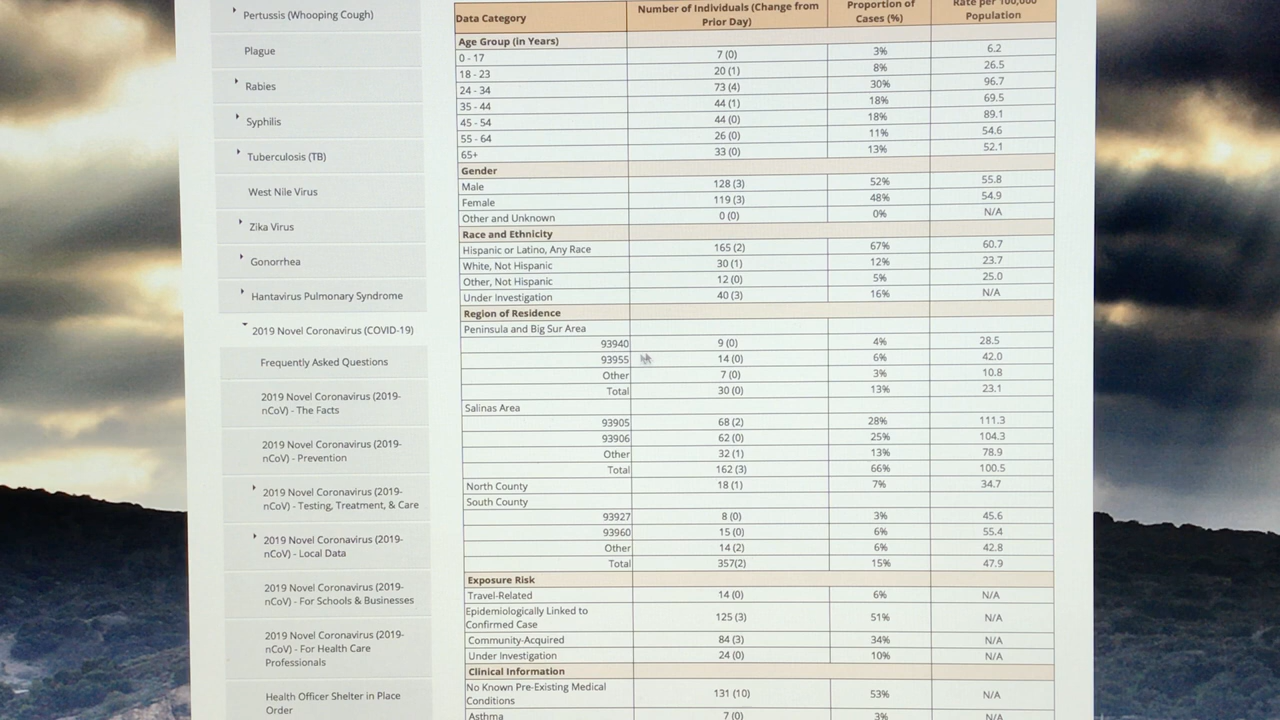 Pertussis (Whooping Cough)
Plague
Rabies
Syphilis
Tuberculosis (TB)
West Nile Virus
Zika Virus
Gonorrhea
Hantavirus Pulmonary Syndrome
2019 Novel Coronavirus (COVID-19)
Frequently Asked Questions
2019 Novel Coronavirus (2019-
nCoV) - The Facts
2019 Novel Coronavirus (2019-
nCoV) - Prevention
2019 Novel Coronavirus (2019-
nCoV) - Testing, Treatment, & Care
2019 Novel Coronavirus (2019-
nCoV) - Local Data
2019 Novel Coronavirus (2019-
nCoV) - For Schools & Businesses
2019 Novel Coronavirus (2019-
nCoV) - For Health Care
Professionals
Health Officer Shelter in Place
Order
Data Category Number of Individuals (Change from Prior Day) Proportion of Cases (%) Rate per 100,000 Population
Age Group (in Years)
0 - 17 7 (0) 3% 6.2
18 - 23 20 (1) 8% 26.5
24 - 34 73 (4) 30% 96.7
35 - 44 44 (1) 18% 69.5
45 - 54 44 (0) 18% 89.1
55 - 64 26 (0) 11% 54.6
65+ 33 (0) 13% 52.1
Gender
Male 128 (3) 52% 55.8
Female 119 (3) 48% 54.9
Other and Unknown 0 (0) 0% N/A
Race and Ethnicity
Hispanic or Latino, Any Race 165 (2) 67% 60.7
White, Not Hispanic 30 (1) 12% 23.7
Other, Not Hispanic 12 (0) 5% 25.0
Under Investigation 40 (3) 16% N/A
Region of Residence
Peninsula and Big Sur Area
93940 9 (0) 4% 28.5
93955 14 (0) 6% 42.0
Other 7 (0) 3% 10.8
Total 30 (0) 13% 23.1
Salinas Area
93905 68 (2) 28% 111.3
93906 62 (0) 25% 104.3
Other 32 (1) 13% 78.9
Total 162 (3) 66% 100.5
North County 18 (1) 7% 34.7
South County
93927 8 (0) 3% 45.6
93960 15 (0) 6% 55.4
Other 14 (2) 6% 42.8
Total 357(2) 15% 47.9
Exposure Risk
Travel-Related 14 (0) 6% N/A
Epidemiologically Linked to
Confirmed Case 125 (3) 51% N/A
Community-Acquired 84 (3) 34% N/A
Under Investigation 24 (0) 10% N/A
Clinical Information
No Known Pre-Existing Medical
Conditions 131 (10) 53% N/A
Asthma 7 (0) 3% N/A